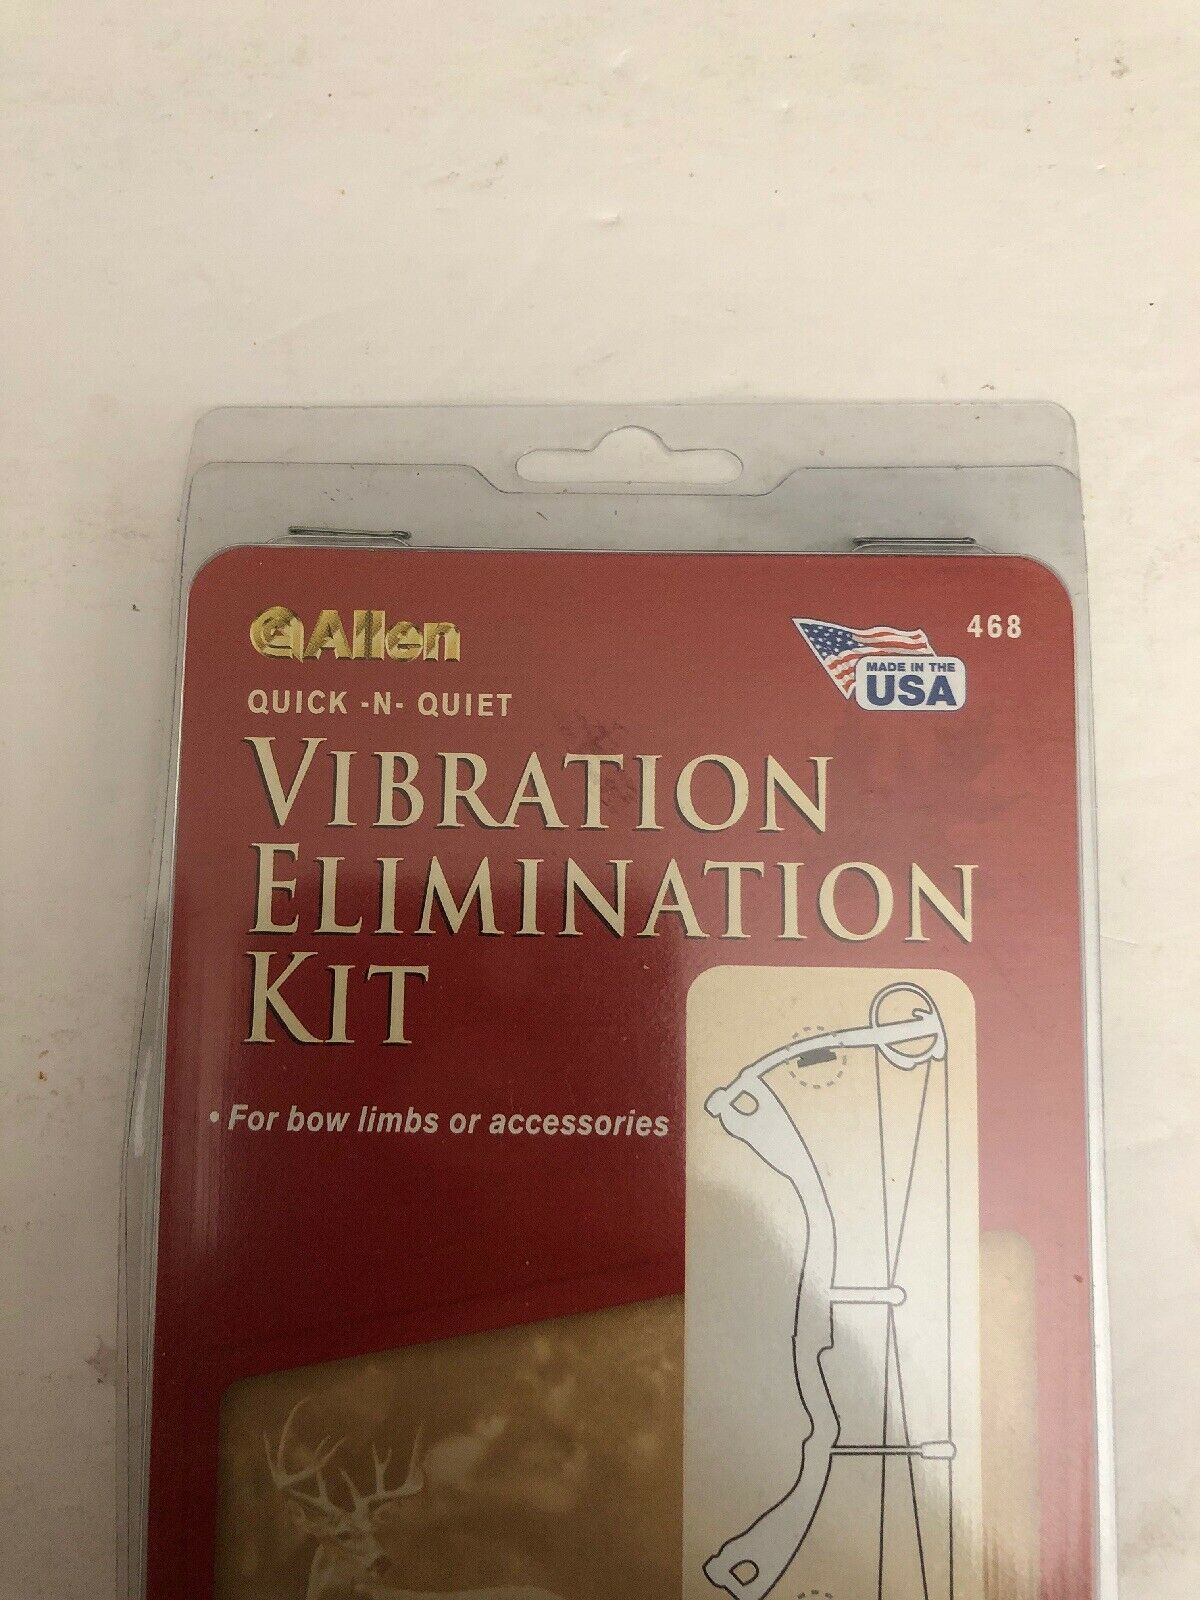 Allen
468
MADE IN THE
USA
QUICK -N- QUIET
VIBRATION
ELIMINATION
KIT
• For bow limbs or accessories